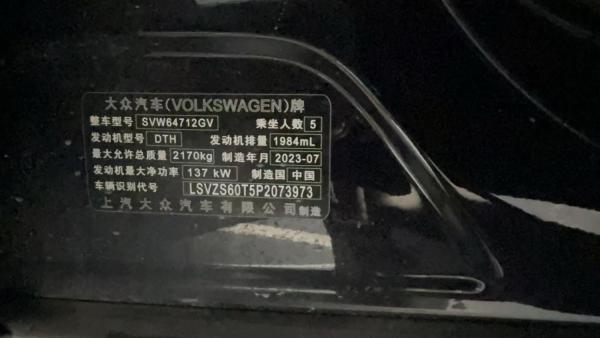 大众汽车(VOLKSWAGEN)牌
整车型号 SVW64712GV 乘坐人数 5
发动机型号 DTH 发动机排量 1984mL
最大允许总质量 2170kg 制造年月 2023-07
发动机最大净功率 137 kW 制造国 中国
车辆识别代号 LSVZS60T5P2073973
上汽大众汽车有限公司制造